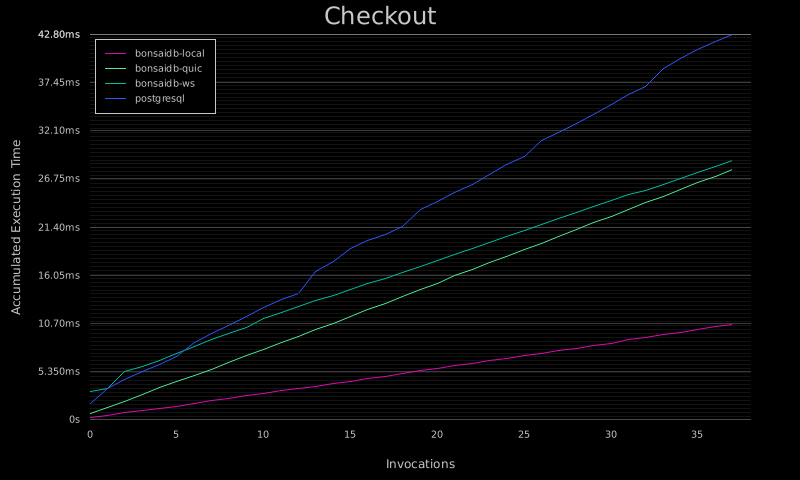 Checkout
42.80ms
37.45ms
32.10ms
26.75ms
21.40ms
16.05ms
10.70ms
5.350ms
0s
bonsaidb-local
bonsaidb-quic
bonsaidb-ws
postgresql
Accumulated Execution Time
0 5 10 15 20 25 30 35
Invocations